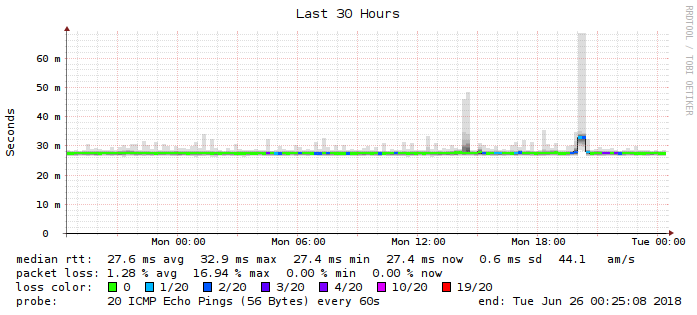 Last 30 Hours
RRDTOOL / TOBI OETIKER
Seconds
60 m
50 m
40 m
30 m
20 m
10 m
0
Mon 00:00 Mon 06:00 Mon 12:00 Mon 18:00 Tue 00:00
median rtt: 27.6 ms avg 32.9 ms max 27.4 ms min 27.4 ms now 0.6 ms sd 44.1 am/s
packet loss: 1.28 % avg 16.94 % max 0.00 % min 0.00 % now
loss color: 0 1/20 2/20 3/20 4/20 10/20 19/20
probe: 20 ICMP Echo Pings (56 Bytes) every 60s end: Tue Jun 26 00:25:08 2018